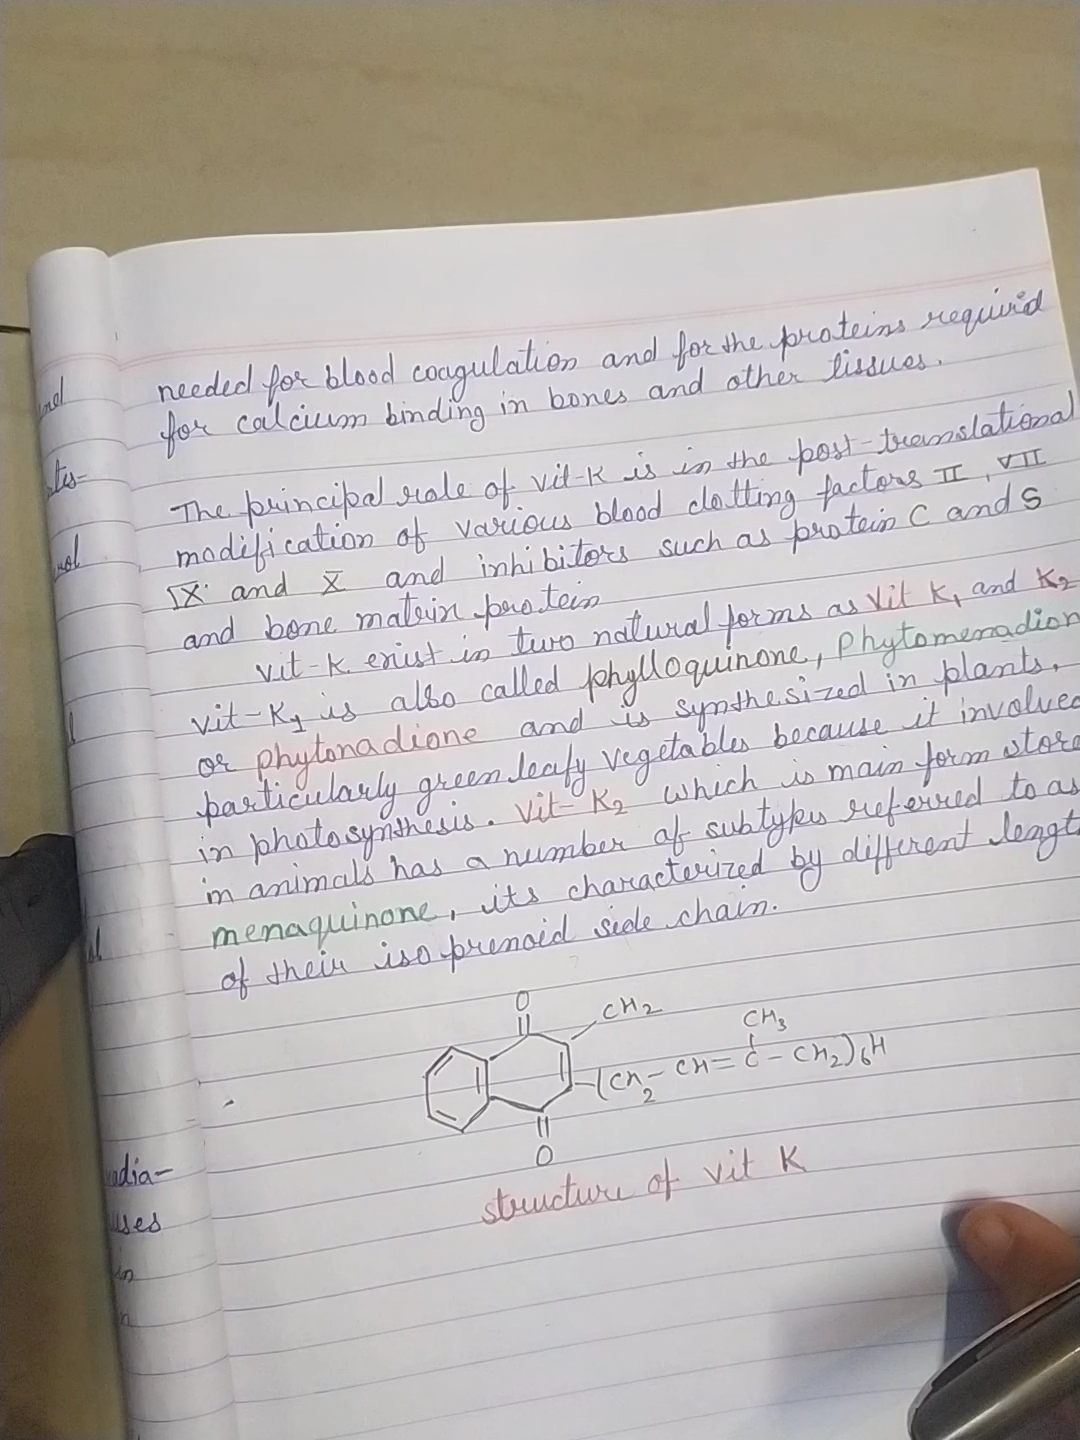 needed for blood coagulation and for the proteins requird
for calcium binding in bones and other tissues.
The principal role of vit-K is in the post-translational
modification of various blood clotting factors II, VII
IX and X and inhibitors such as protein C and S
and bone matrin protein
vit-K exist in two natural forms as vit K1 and K2
vit-K1 is also called phylloquinone, Phytomenadion
or phytonadione and is synthesized in plants,
particularly green leafy vegetables because it involved
in photosynthesis. Vit-K2 which is main form store
in animals has a number of subtypes referred to as
menaquinone, its characterized by different lengt
of their isoprenoid side chain.
O
CH2
CH3
(CH2-CH=C-CH2)6H
O
structure of vit K
adia-
uses
in
n